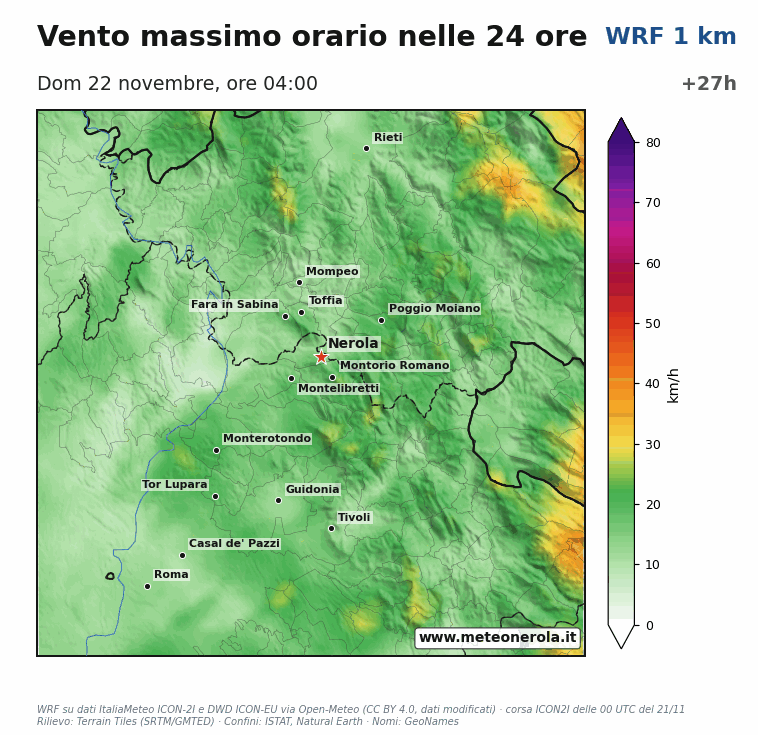 Vento massimo orario nelle 24 ore WRF 1 km
Dom 22 novembre, ore 04:00 +27h
Rieti
Mompeo
Toffia
Fara in Sabina
Poggio Moiano
Nerola
Montorio Romano
Montelibretti
Monterotondo
Tor Lupara
Guidonia
Tivoli
Casal de' Pazzi
Roma
www.meteonerola.it
80
70
60
50
40
30
20
10
0
km/h
WRF su dati ItaliaMeteo ICON-2I e DWD ICON-EU via Open-Meteo (CC BY 4.0, dati modificati) · corsa ICON2I delle 00 UTC del 21/11
Rilievo: Terrain Tiles (SRTM/GMTED) · Confini: ISTAT, Natural Earth · Nomi: GeoNames